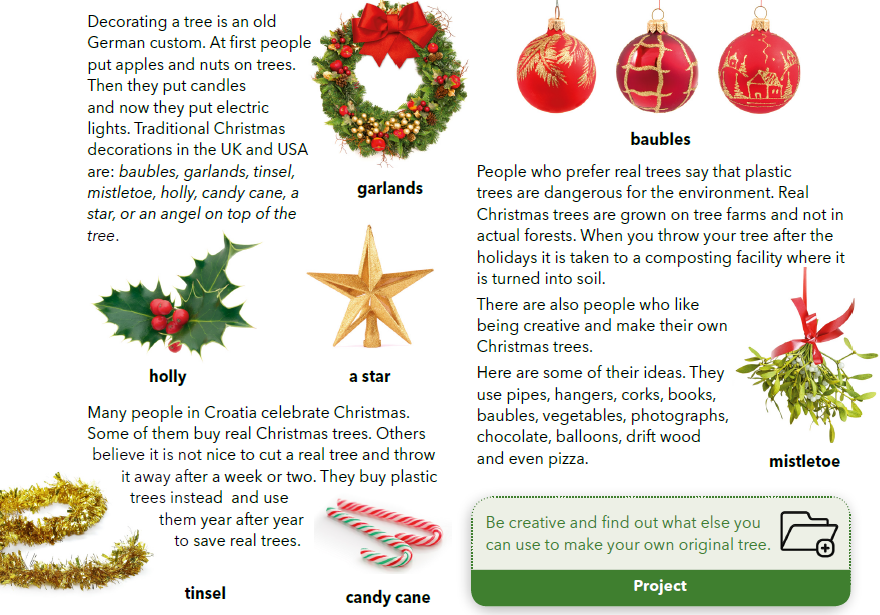 Decorating a tree is an old
German custom. At first people
put apples and nuts on trees.
Then they put candles
and now they put electric
lights. Traditional Christmas
decorations in the UK and USA
are: baubles, garlands, tinsel,
mistletoe, holly, candy cane, a
star, or an angel on top of the
tree.
garlands
holly
a star
Many people in Croatia celebrate Christmas.
Some of them buy real Christmas trees. Others
believe it is not nice to cut a real tree and throw
it away after a week or two. They buy plastic
trees instead and use
them year after year
to save real trees.
tinsel
candy cane
baubles
People who prefer real trees say that plastic
trees are dangerous for the environment. Real
Christmas trees are grown on tree farms and not in
actual forests. When you throw your tree after the
holidays it is taken to a composting facility where it
is turned into soil.
There are also people who like
being creative and make their own
Christmas trees.
Here are some of their ideas. They
use pipes, hangers, corks, books,
baubles, vegetables, photographs,
chocolate, balloons, drift wood
and even pizza.
mistletoe
Be creative and find out what else you
can use to make your own original tree.
Project